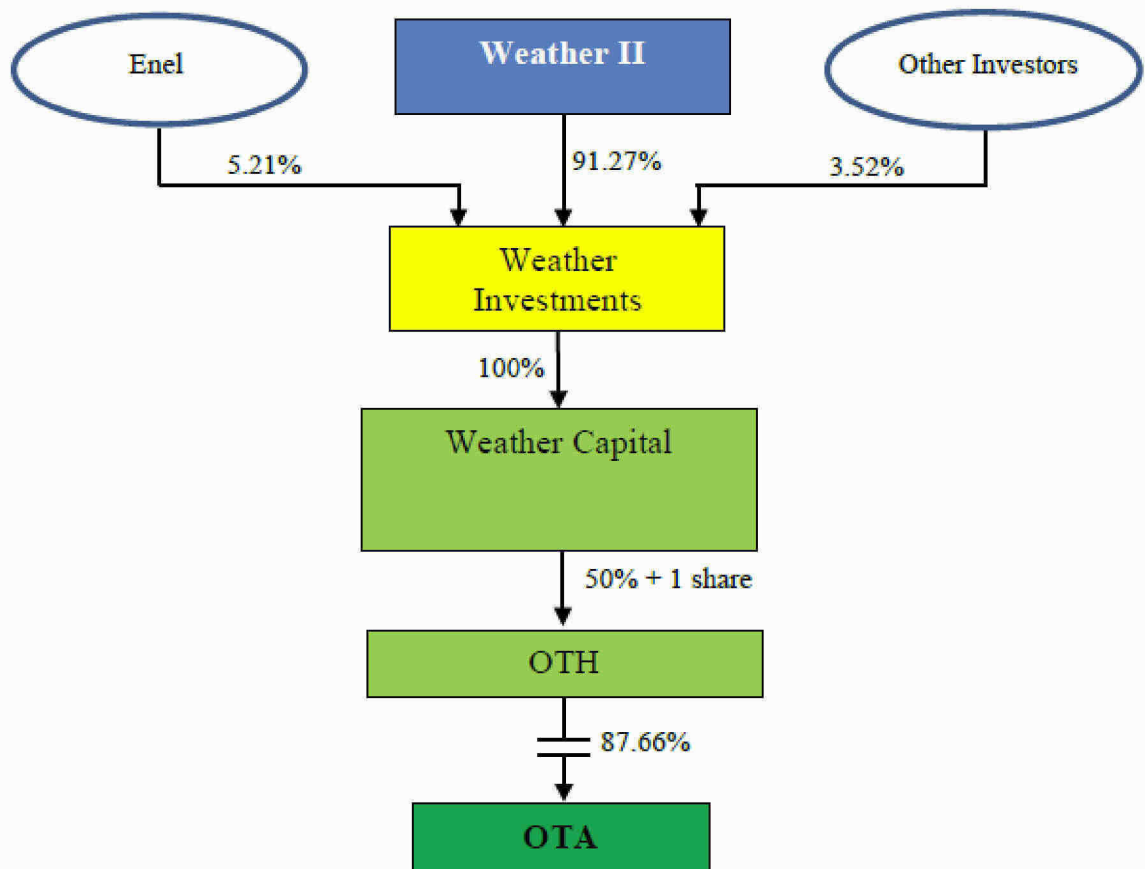 Enel
Weather II
Other Investors
5.21%
91.27%
3.52%
Weather
Investments
100%
Weather Capital
50% + 1 share
OTH
87.66%
OTA